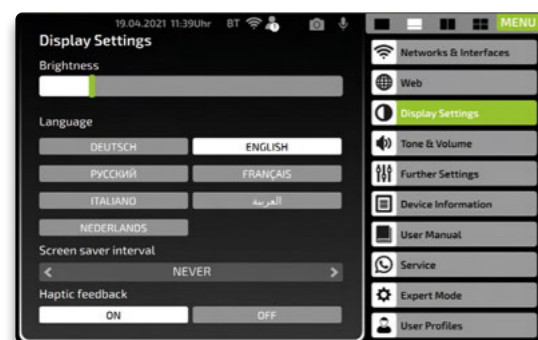 19.04.2021 11:39Uhr BT
MENU
Display Settings
Brightness
Language
DEUTSCH
ENGLISH
РУССКИЙ
FRANÇAIS
ITALIANO
العربية
NEDERLANDS
Screen saver interval
< NEVER >
Haptic feedback
ON
OFF
Networks & Interfaces
Web
Display Settings
Tone & Volume
Further Settings
Device Information
User Manual
Service
Expert Mode
User Profiles